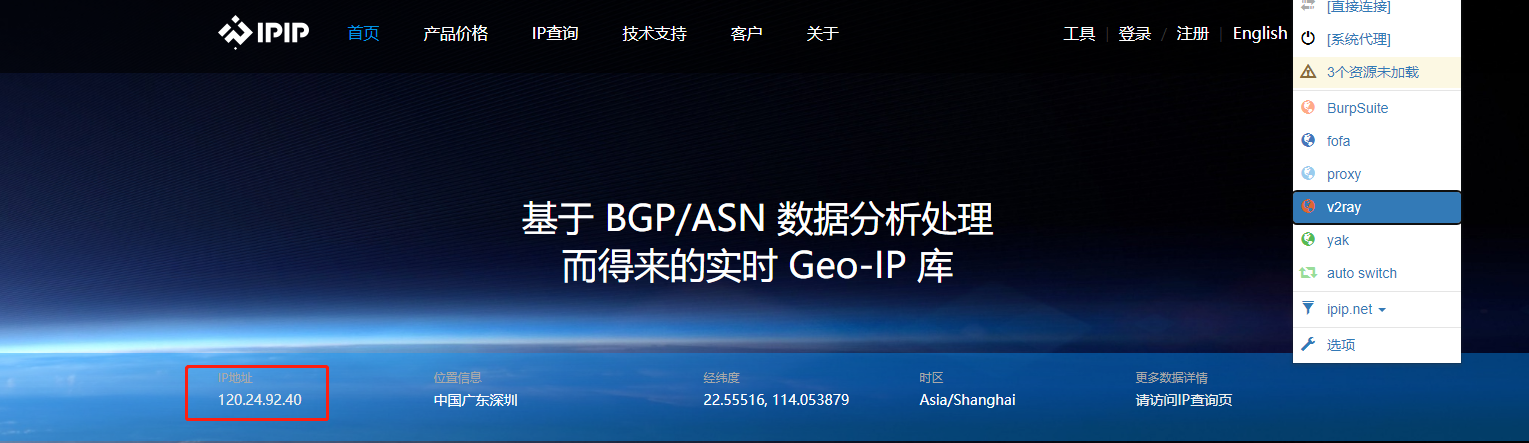 IPIP 首页 产品价格 IP查询 技术支持 客户 关于 工具 | 登录 / 注册 | English
[直接连接]
[系统代理]
3个资源未加载
BurpSuite
fofa
proxy
v2ray
yak
auto switch
ipip.net
选项
基于 BGP/ASN 数据分析处理
而得来的实时 Geo-IP 库
IP地址 位置信息 经纬度 时区 更多数据详情
120.24.92.40 中国广东深圳 22.55516, 114.053879 Asia/Shanghai 请访问IP查询页